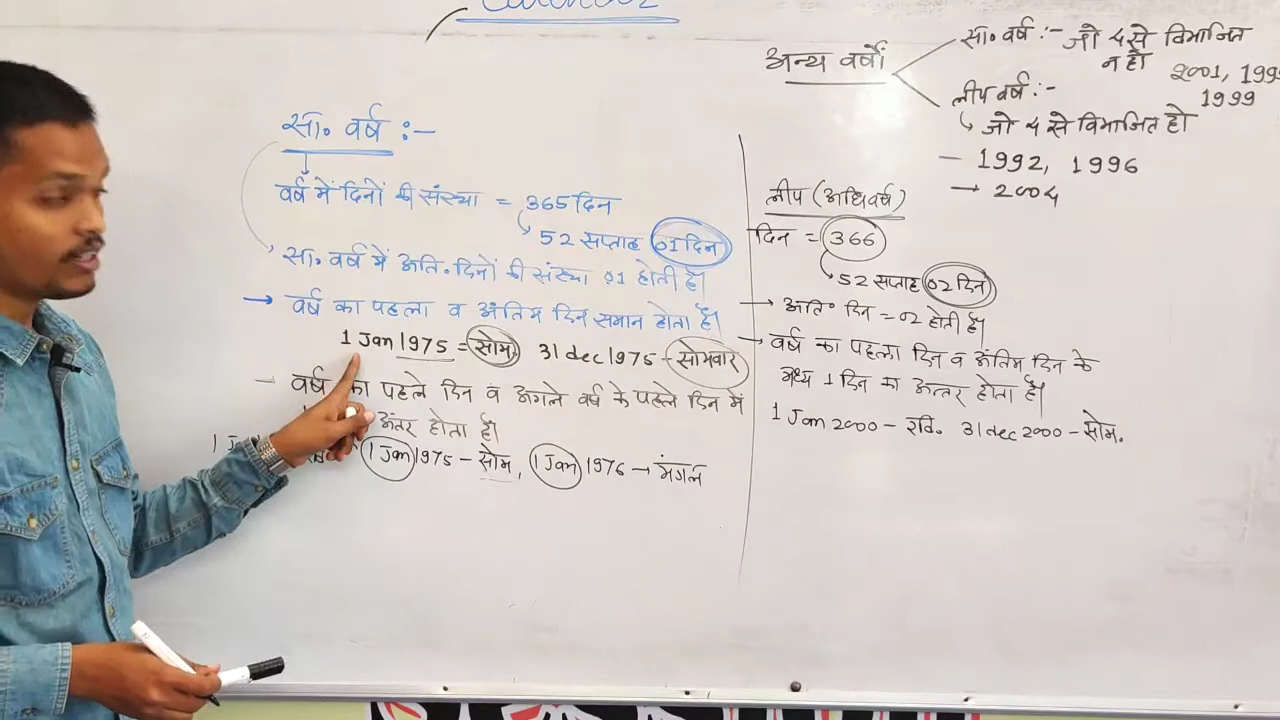 अन्य वर्षों
सा० वर्ष :- जो 4 से विभाजित
न हो
2001, 199
1999
लीप वर्ष :-
जो 4 से विभाजित हो
- 1992, 1996
→ 2004
सा० वर्ष :-
वर्ष में दिनों की संख्या = 365 दिन
52 सप्ताह 01 दिन
सा० वर्ष में अति० दिनों की संख्या 01 होती है।
→ वर्ष का पहला व अंतिम दिन समान होता है।
1 Jan 1975 = सोम, 31 dec 1975 - सोमवार
- वर्ष का पहले दिन व अगले वर्ष के पहले दिन में
अंतर होता है।
1 Jan 1975 - सोम, 1 Jan 1976 → मंगल
लीप (अधिवर्ष)
दिन = 366
52 सप्ताह 02 दिन
→ अति० दिन = 02 होती है।
→ वर्ष का पहला दिन व अंतिम दिन के
मध्य 1 दिन का अन्तर होता है।
1 Jan 2000 - रवि. 31 dec 2000 - सोम.